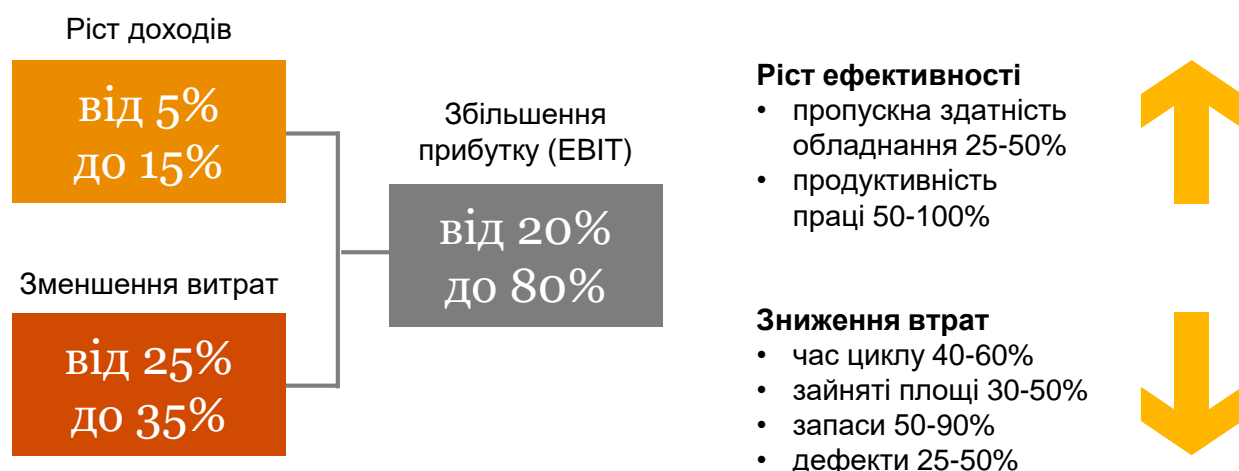 Ріст доходів
від 5%
до 15%
Зменшення витрат
від 25%
до 35%
Збільшення
прибутку (EBIT)
від 20%
до 80%
Ріст ефективності
• пропускна здатність
обладнання 25-50%
• продуктивність
праці 50-100%
Зниження втрат
• час циклу 40-60%
• зайняті площі 30-50%
• запаси 50-90%
• дефекти 25-50%